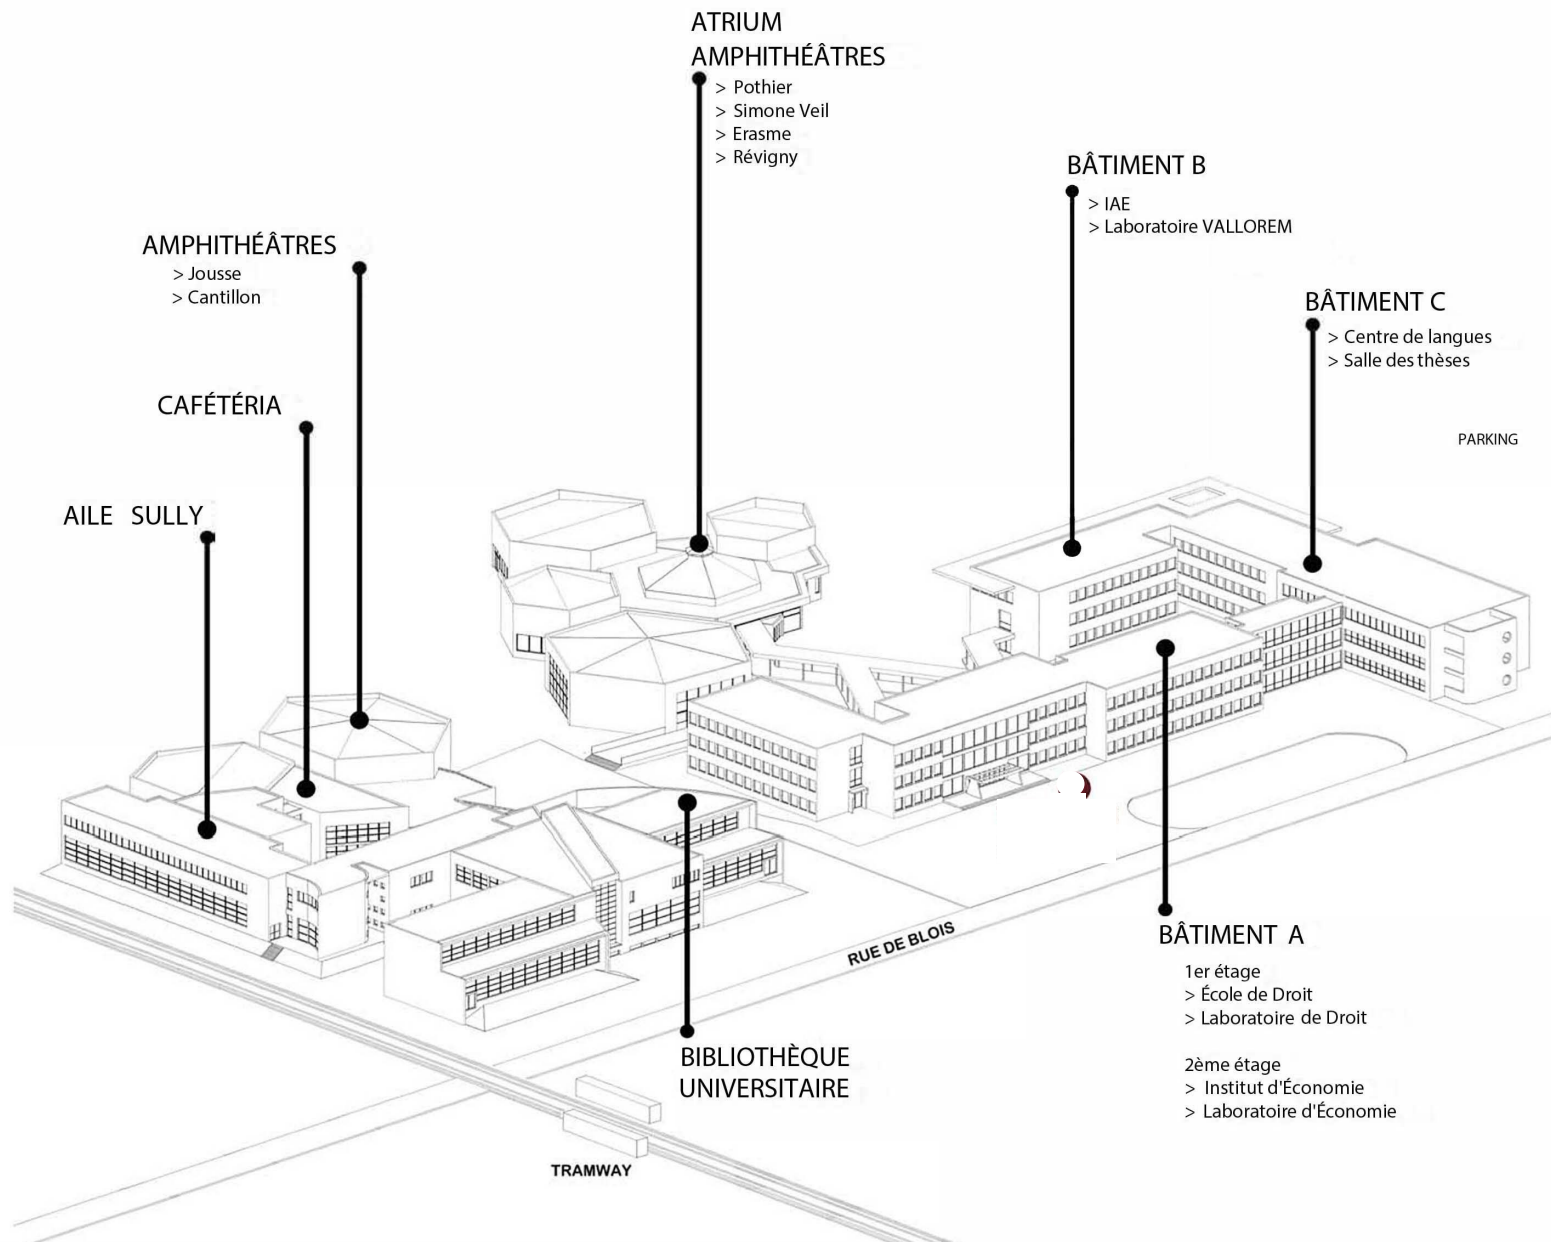 ATRIUM
AMPHITHÉÂTRES
> Pothier
> Simone Veil
> Erasme
> Révigny
BÂTIMENT B
> IAE
> Laboratoire VALLOREM
AMPHITHÉÂTRES
> Jousse
> Cantillon
BÂTIMENT C
> Centre de langues
> Salle des thèses
CAFÉTÉRIA
PARKING
AILE SULLY
RUE DE BLOIS
BÂTIMENT A
1er étage
> École de Droit
> Laboratoire de Droit
2ème étage
> Institut d'Économie
> Laboratoire d'Économie
BIBLIOTHÈQUE
UNIVERSITAIRE
TRAMWAY